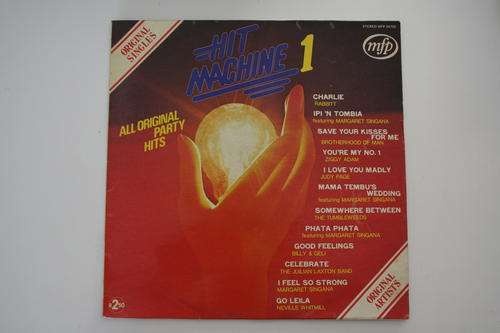 ORIGINAL
SINGLES
HIT
MACHINE 1
mfp
ALL ORIGINAL
PARTY
HITS
CHARLIE
RABBITT
IPI 'N TOMBIA
featuring MARGARET SINGANA
SAVE YOUR KISSES
FOR ME
BROTHERHOOD OF MAN
YOU'RE MY NO. 1
ZIGGY ADAM
I LOVE YOU MADLY
JUDY PAGE
MAMA TEMBU'S
WEDDING
featuring MARGARET SINGANA
SOMEWHERE BETWEEN
THE TUMBLEWEEDS
PHATA PHATA
featuring MARGARET SINGANA
GOOD FEELINGS
BILLY & GELI
CELEBRATE
THE JULIAN LAXTON BAND
I FEEL SO STRONG
MARGARET SINGANA
GO LEILA
NEVILLE WHITMILL
R2.90
ORIGINAL
ARTISTS